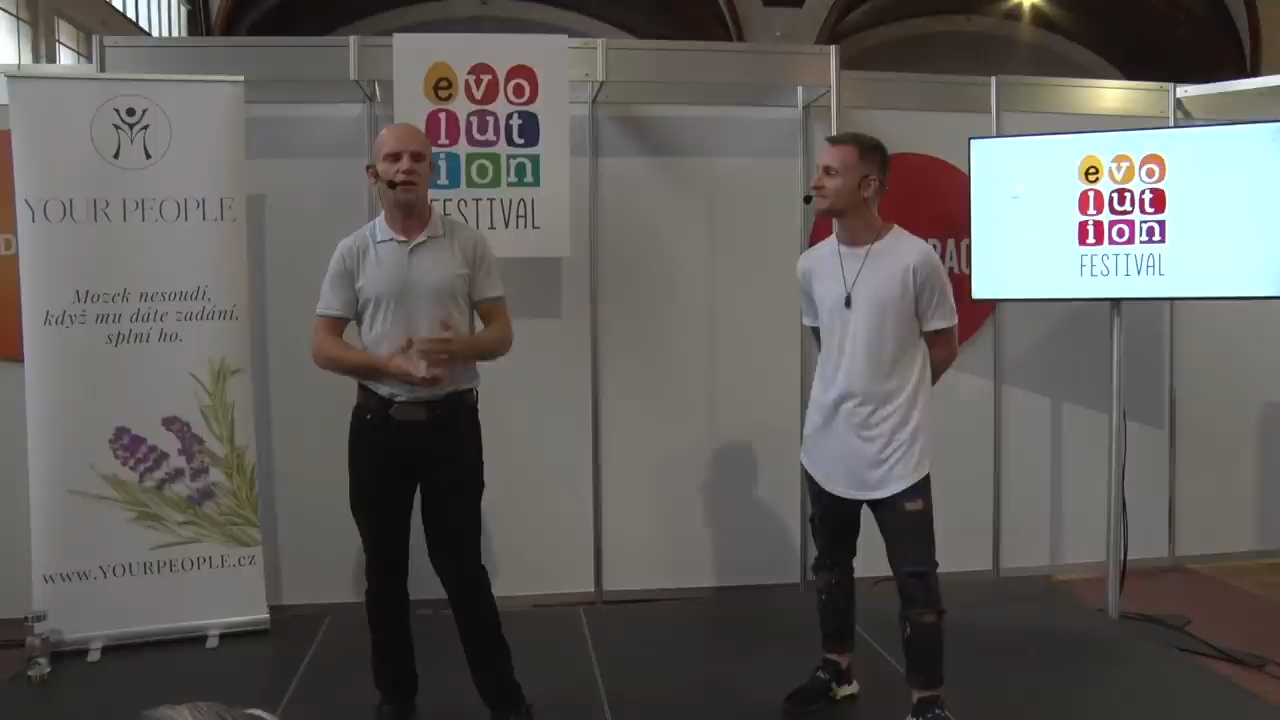 YOUR PEOPLE
Mozek nesoudí,
když mu dáte zadání.
splní ho.
www.YOURPEOPLE.cz
evo
lut
ion
FESTIVAL
evo
lut
ion
FESTIVAL